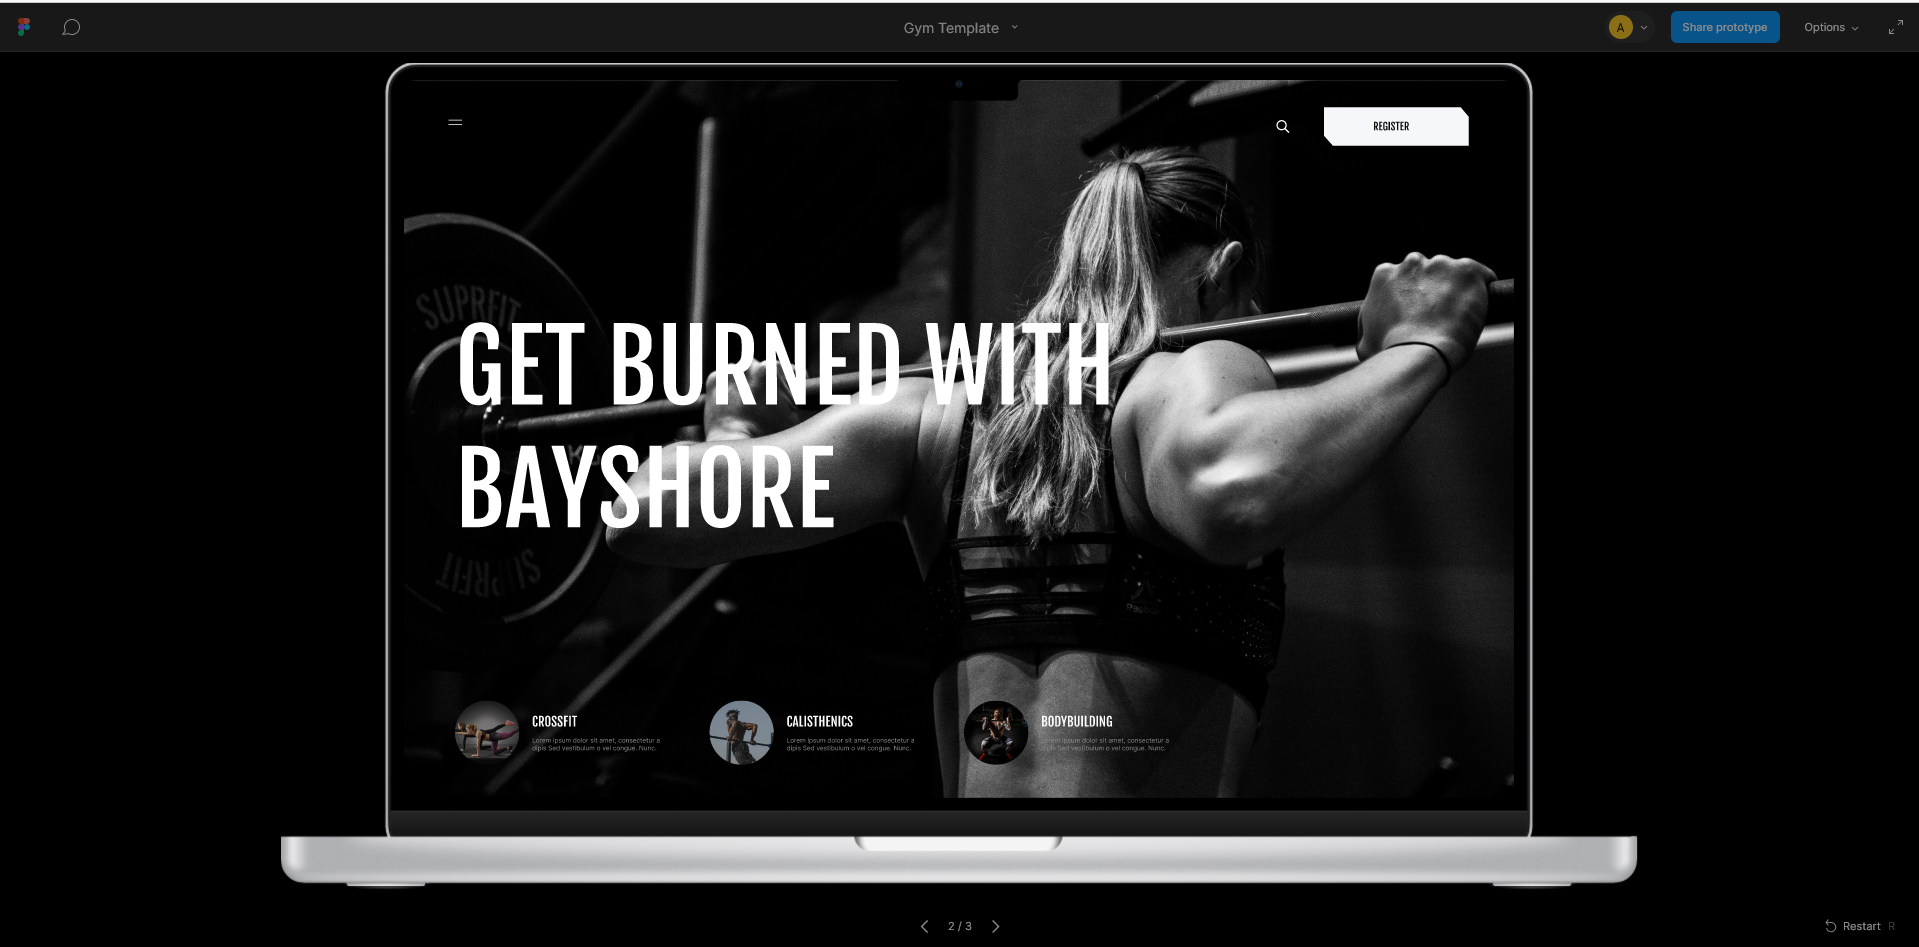 Gym Template
A
Share prototype
Options
REGISTER
SUPRFIT
GET BURNED WITH
BAYSHORE
SUPRFIT
CROSSFIT
Lorem ipsum dolor sit amet, consectetur a
dipis Sed vestibulum o vel congue. Nunc.
CALISTHENICS
Lorem ipsum dolor sit amet, consectetur a
dipis Sed vestibulum o vel congue. Nunc.
BODYBUILDING
Lorem ipsum dolor sit amet, consectetur a
dipis Sed vestibulum o vel congue. Nunc.
2 / 3
Restart R